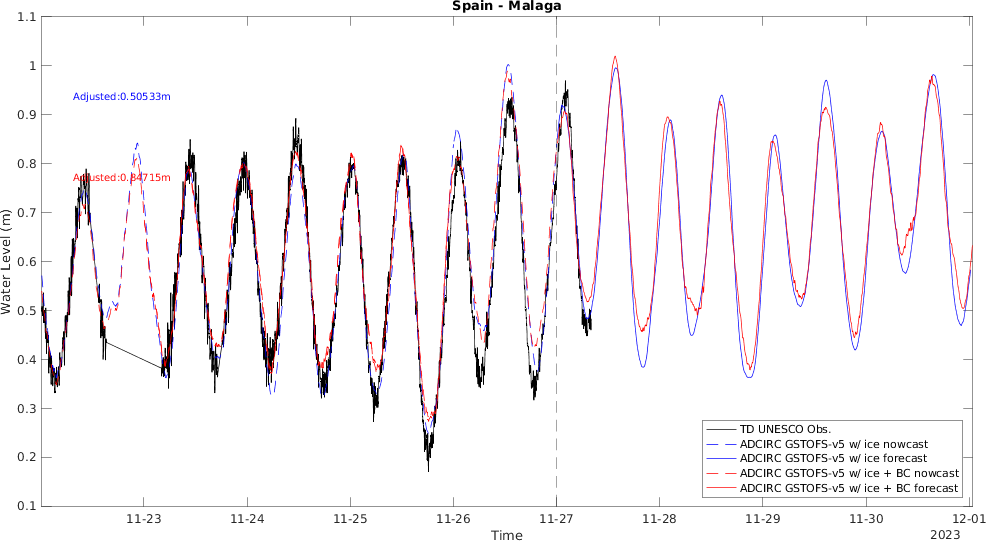 Spain - Malaga
1.1
1
0.9
0.8
0.7
0.6
0.5
0.4
0.3
0.2
0.1
Water Level (m)
Adjusted:0.50533m
Adjusted:0.84715m
TD UNESCO Obs.
ADCIRC GSTOFS-v5 w/ ice nowcast
ADCIRC GSTOFS-v5 w/ ice forecast
ADCIRC GSTOFS-v5 w/ ice + BC nowcast
ADCIRC GSTOFS-v5 w/ ice + BC forecast
11-23 11-24 11-25 11-26 11-27 11-28 11-29 11-30 12-01
Time
2023